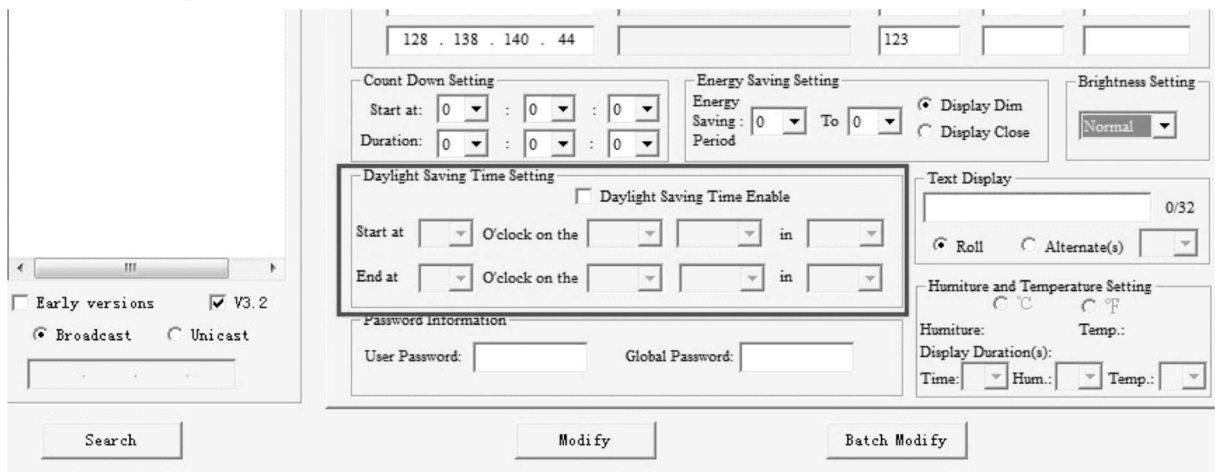 128 . 138 . 140 . 44 123
Count Down Setting
Start at: 0 : 0 : 0
Duration: 0 : 0 : 0
Energy Saving Setting
Energy Saving : Period 0 To 0
Display Dim
Display Close
Brightness Setting
Normal
Daylight Saving Time Setting
Daylight Saving Time Enable
Start at O'clock on the in
End at O'clock on the in
Text Display
0/32
Roll Alternate(s)
Early versions V3.2
Broadcast Unicast
. . .
Password Information
User Password: Global Password:
Humiture and Temperature Setting
℃ ℉
Humiture: Temp.:
Display Duration(s):
Time: Hum.: Temp.:
Search Modify Batch Modify